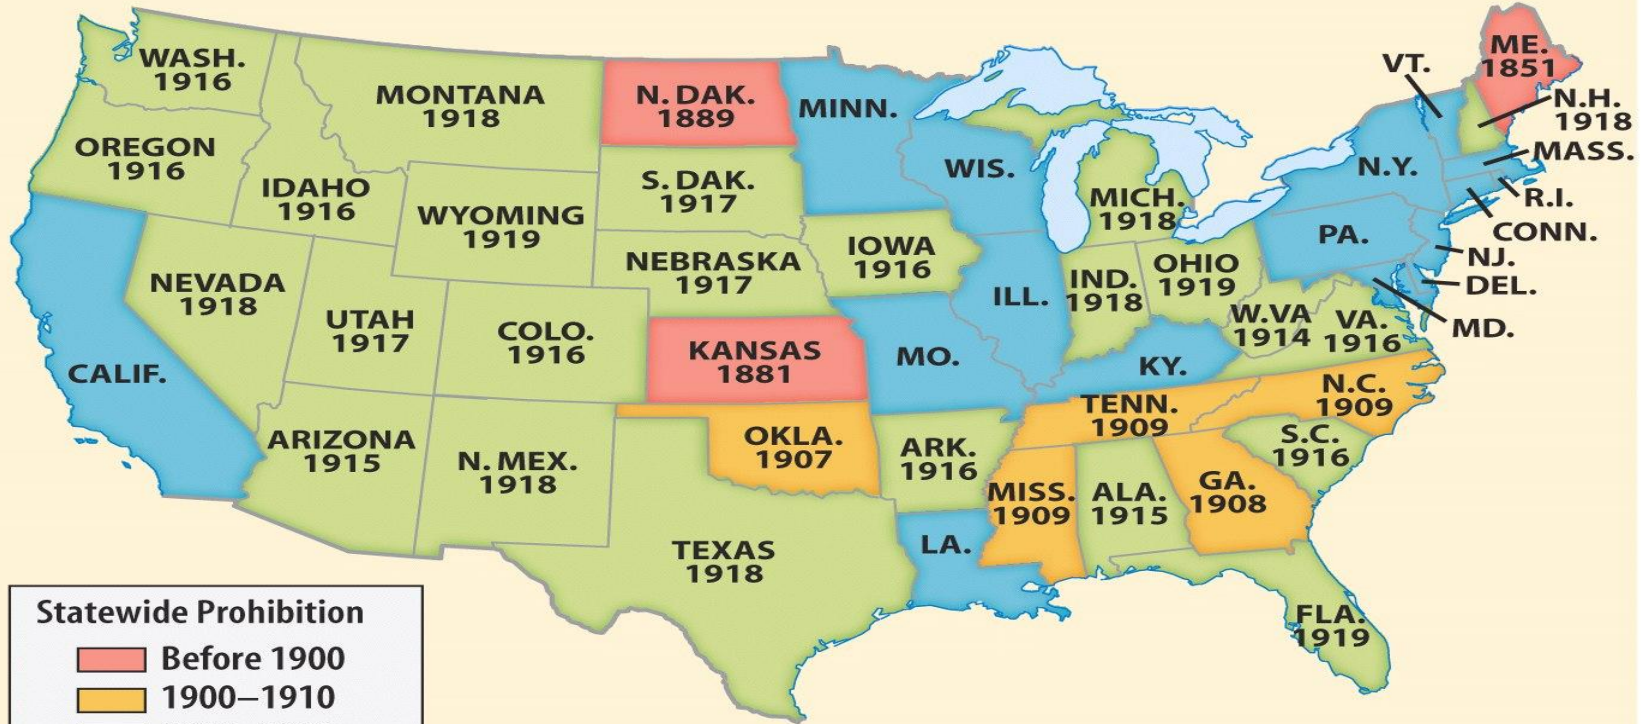 WASH.
1916
OREGON
1916
IDAHO
1916
MONTANA
1918
WYOMING
1919
N. DAK.
1889
S. DAK.
1917
NEBRASKA
1917
MINN.
WIS.
IOWA
1916
MICH.
1918
ILL.
IND.
1918
OHIO
1919
NEVADA
1918
UTAH
1917
COLO.
1916
KANSAS
1881
MO.
KY.
W.VA
1914
VA.
1916
CALIF.
ARIZONA
1915
N. MEX.
1918
OKLA.
1907
ARK.
1916
TENN.
1909
N.C.
1909
S.C.
1916
MISS.
1909
ALA.
1915
GA.
1908
TEXAS
1918
LA.
FLA.
1919
VT.
ME.
1851
N.H.
1918
MASS.
N.Y.
R.I.
CONN.
PA.
NJ.
DEL.
MD.
Statewide Prohibition
Before 1900
1900–1910